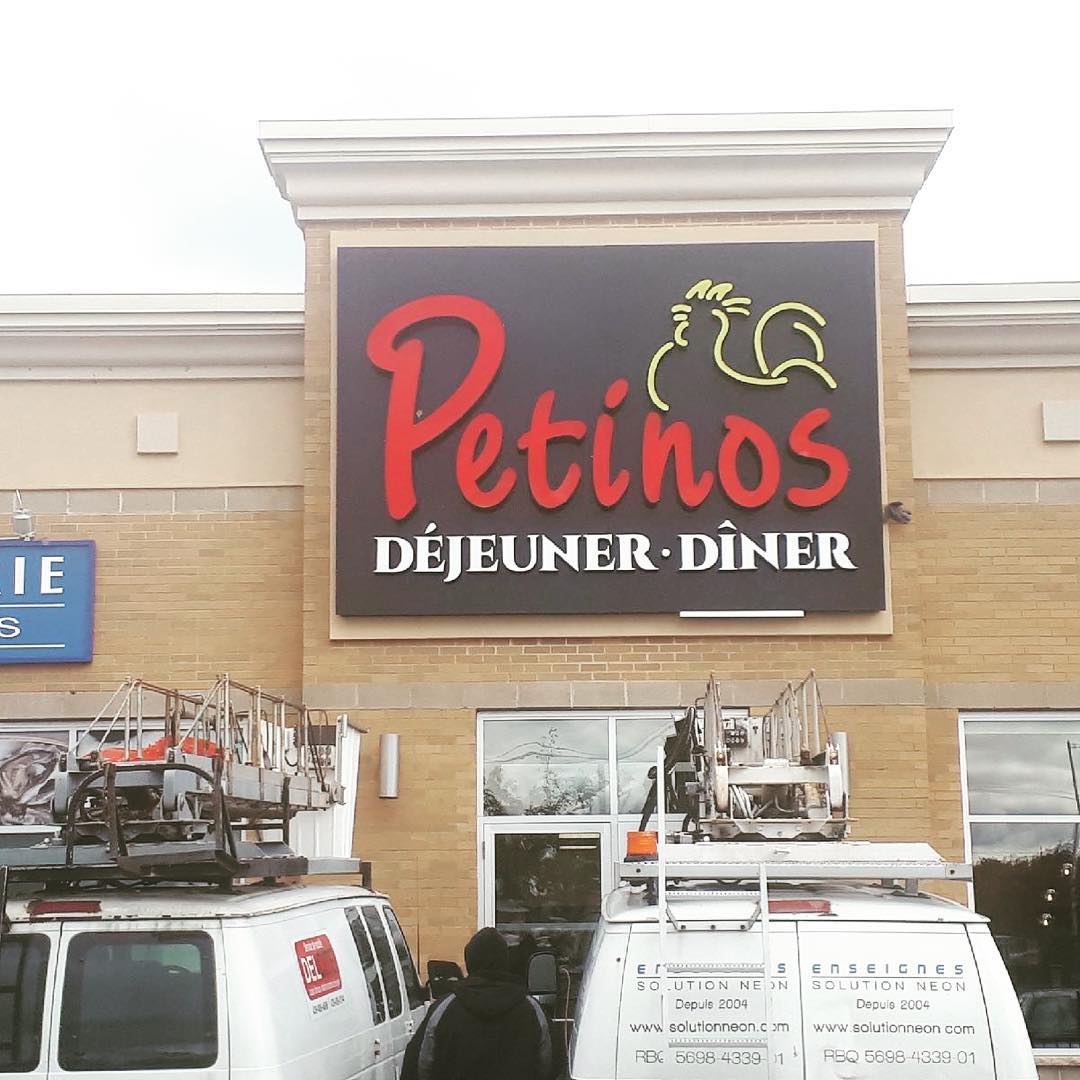 Petinos
DÉJEUNER · DÎNER
IE
S
DEL
ENSEIGNES
SOLUTION NEON
Depuis 2004
www.solutionneon.com
RBQ 5698-4339-01
ENSEIGNES
SOLUTION NEON
Depuis 2004
www.solutionneon.com
RBQ 5698-4339-01